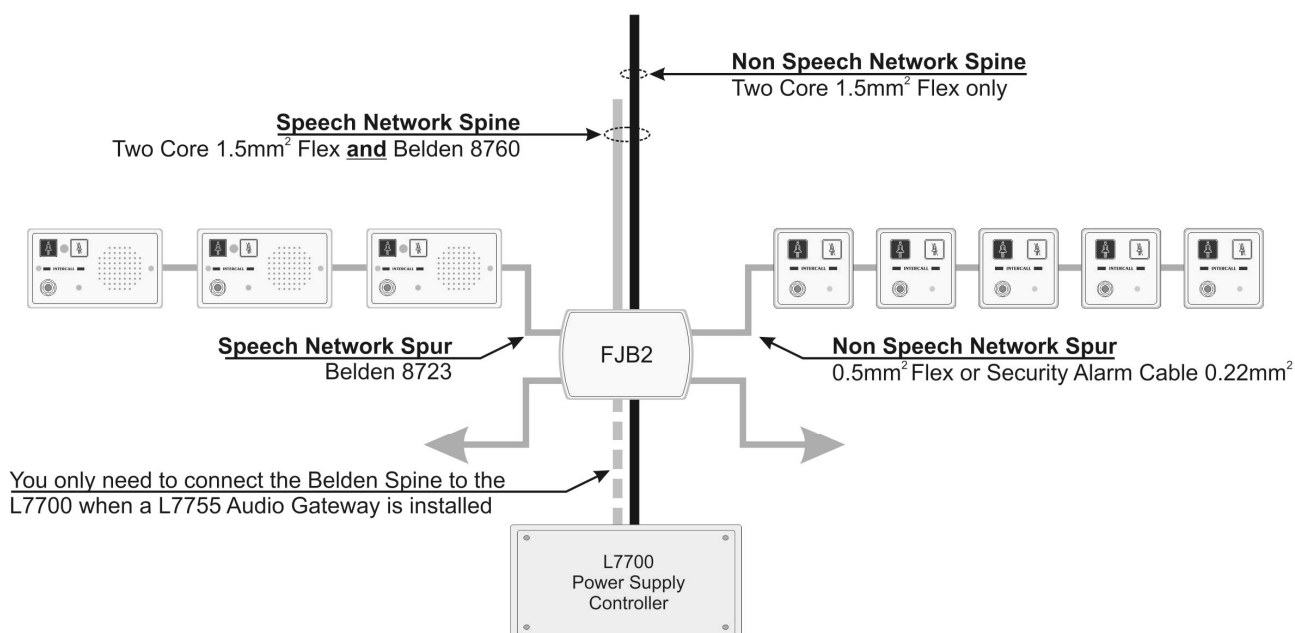 Non Speech Network Spine
Two Core 1.5mm² Flex only
Speech Network Spine
Two Core 1.5mm² Flex and Belden 8760
INTERCALL
INTERCALL
INTERCALL
INTERCALL
INTERCALL
INTERCALL
INTERCALL
INTERCALL
Speech Network Spur
Belden 8723
FJB2
Non Speech Network Spur
0.5mm² Flex or Security Alarm Cable 0.22mm²
You only need to connect the Belden Spine to the
L7700 when a L7755 Audio Gateway is installed
L7700
Power Supply
Controller